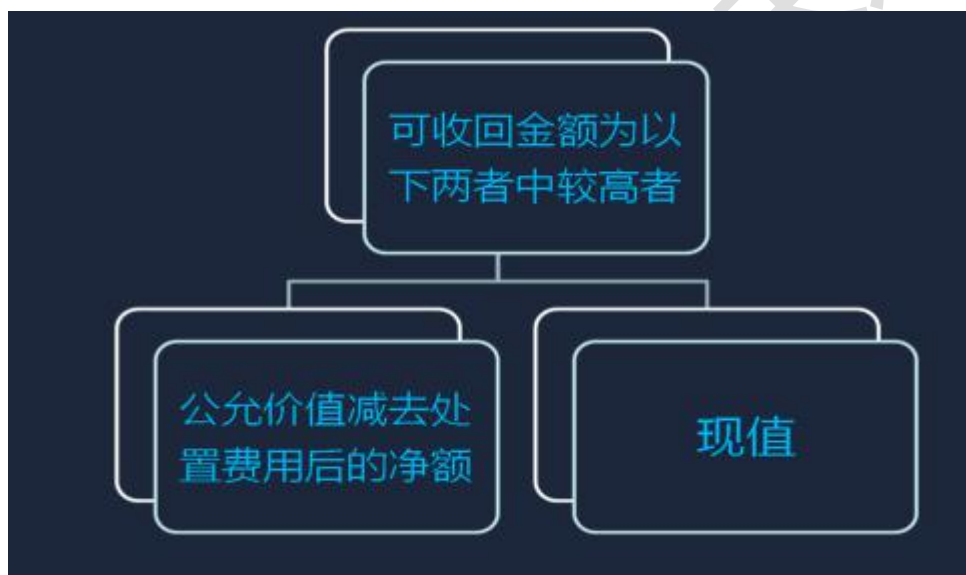 可收回金额为以
下两者中较高者
公允价值减去处
置费用后的净额
现值